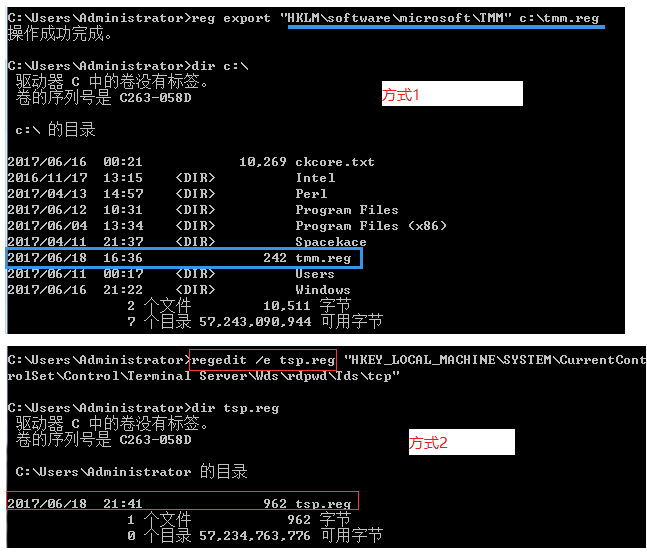 C:\Users\Administrator>reg export "HKLM\software\microsoft\TMM" c:\tmm.reg
操作成功完成。
C:\Users\Administrator>dir c:\
驱动器 C 中的卷没有标签。
卷的序列号是 C263-058D
方式1
c:\ 的目录
2017/06/16  00:21            10,269 ckcore.txt
2016/11/17  13:15    <DIR>          Intel
2017/04/13  14:57    <DIR>          Perl
2017/06/12  10:31    <DIR>          Program Files
2017/06/04  13:34    <DIR>          Program Files (x86)
2017/04/11  21:37    <DIR>          Spacekace
2017/06/18  16:36               242 tmm.reg
2017/06/11  00:17    <DIR>          Users
2017/06/16  21:22    <DIR>          Windows
2 个文件         10,511 字节
7 个目录 57,243,090,944 可用字节
C:\Users\Administrator>regedit /e tsp.reg "HKEY_LOCAL_MACHINE\SYSTEM\CurrentCont
rolSet\Control\Terminal Server\Wds\rdpwd\Tds\tcp"
C:\Users\Administrator>dir tsp.reg
驱动器 C 中的卷没有标签。
卷的序列号是 C263-058D
方式2
C:\Users\Administrator 的目录
2017/06/18  21:41               962 tsp.reg
1 个文件            962 字节
0 个目录 57,234,763,776 可用字节